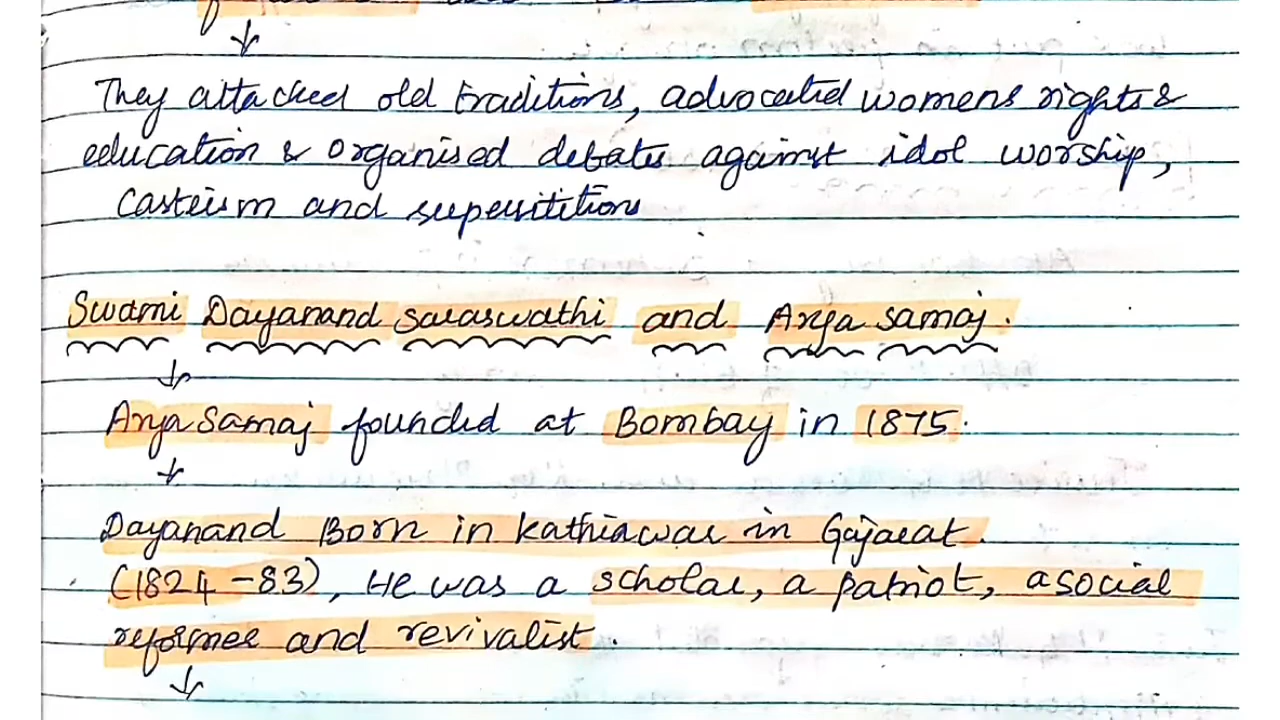 They attacked old traditions, advocated womens rights &
education & organised debates against idol worship,
Casteism and superstitions
Swami Dayanand Saraswathi and Arya Samaj.
Arya Samaj founded at Bombay in 1875.
Dayanand Born in Kathiawar in Gujarat.
(1824-83), He was a scholar, a patriot, a social
reformer and revivalist.